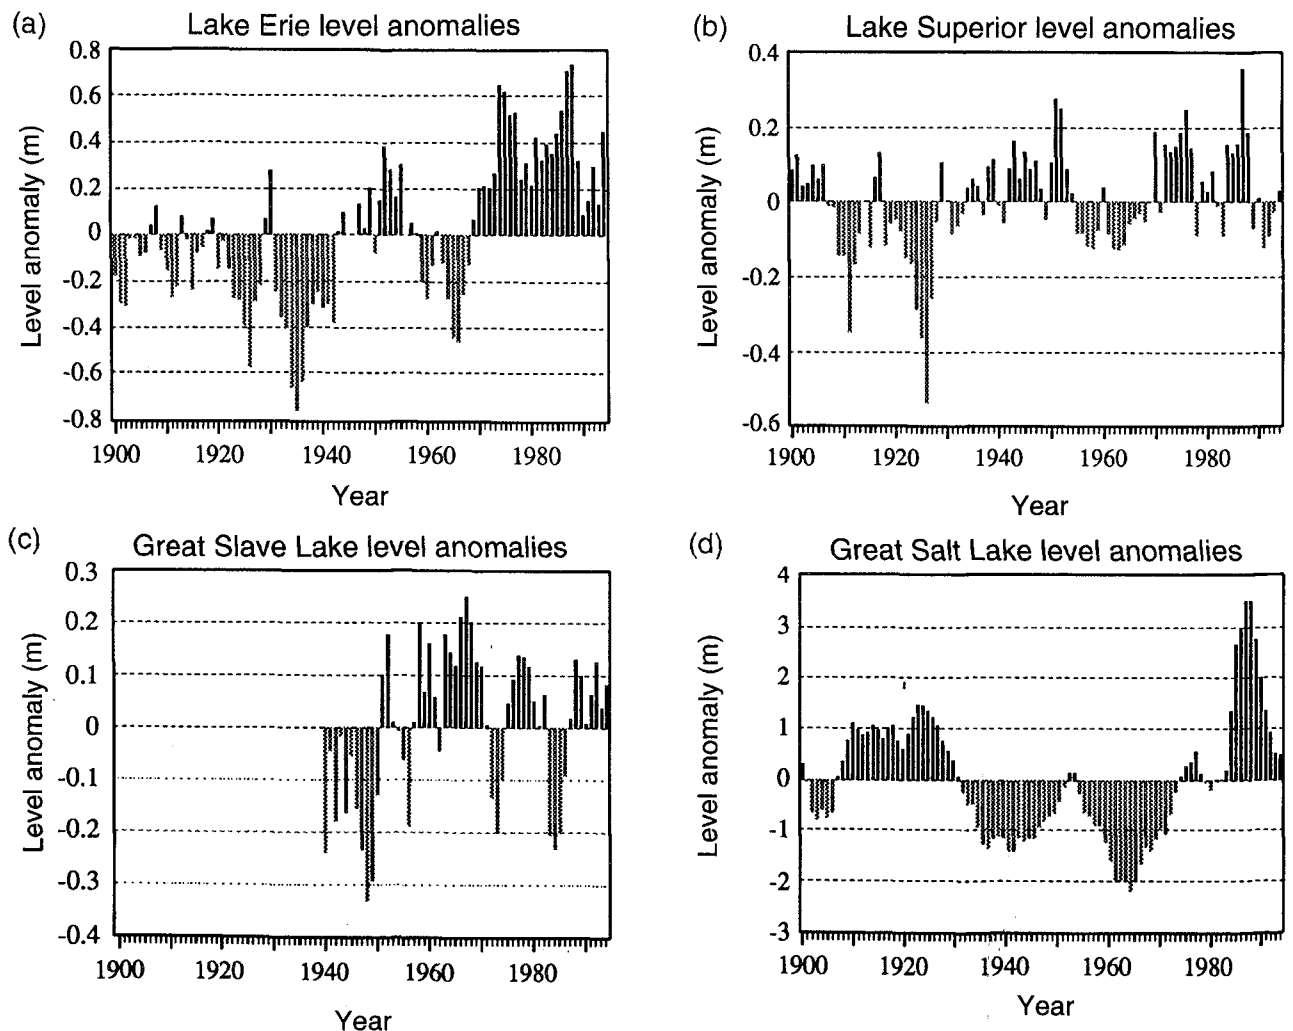 (a)
Lake Erie level anomalies
Level anomaly (m)
0.8
0.6
0.4
0.2
0
-0.2
-0.4
-0.6
-0.8
1900 1920 1940 1960 1980
Year
(b)
Lake Superior level anomalies
Level anomaly (m)
0.4
0.2
0
-0.2
-0.4
-0.6
1900 1920 1940 1960 1980
Year
(c)
Great Slave Lake level anomalies
Level anomaly (m)
0.3
0.2
0.1
0
-0.1
-0.2
-0.3
-0.4
1900 1920 1940 1960 1980
Year
(d)
Great Salt Lake level anomalies
Level anomaly (m)
4
3
2
1
0
-1
-2
-3
1900 1920 1940 1960 1980
Year